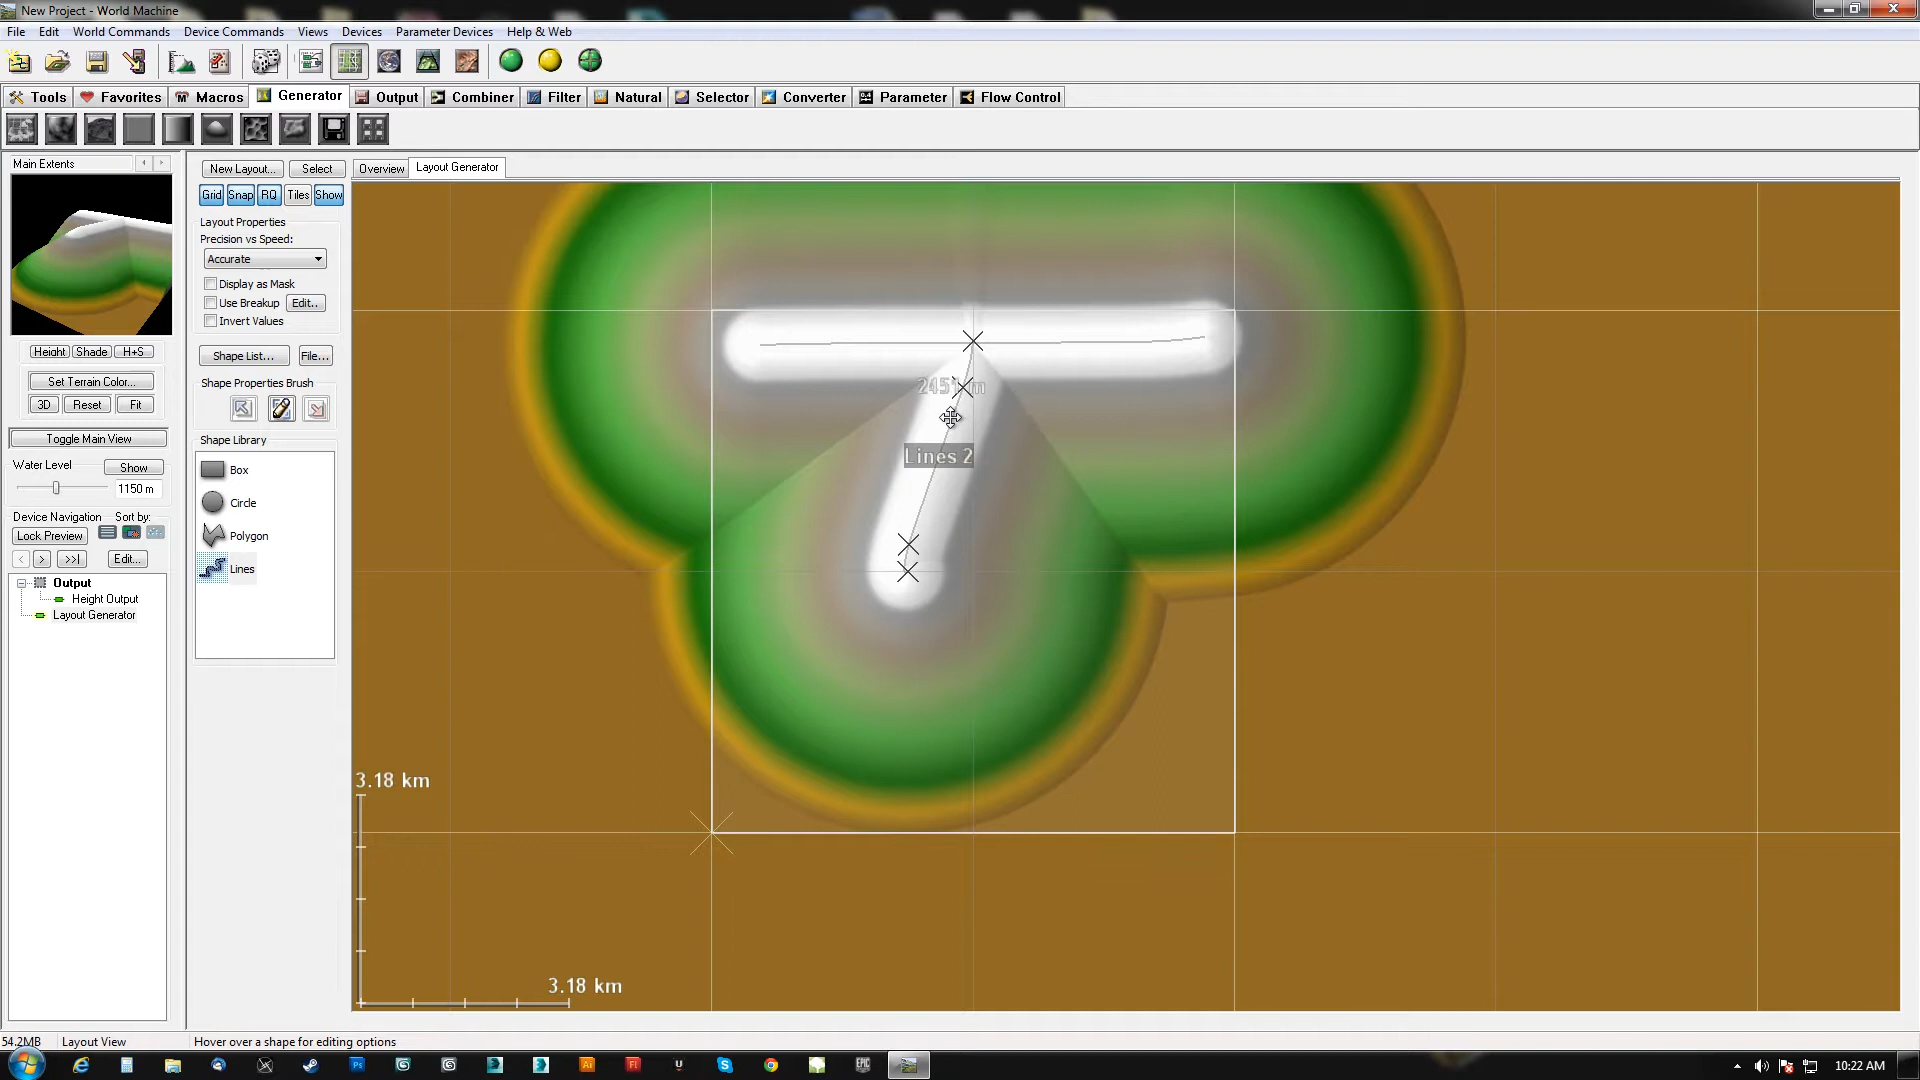 New Project - World Machine
File Edit World Commands Device Commands Views Devices Parameter Devices Help & Web
Tools Favorites Macros Generator Output Combiner Filter Natural Selector Converter Parameter Flow Control
Main Extents
New Layout... Select Overview Layout Generator
Grid Snap RQ Tiles Show
Layout Properties
Precision vs Speed:
Accurate
Display as Mask
Use Breakup Edit..
Invert Values
Height Shade H+S
Shape List... File...
Set Terrain Color...
Shape Properties Brush
3D Reset Fit
Toggle Main View
Shape Library
Water Level Show
1150 m
Box
Circle
Polygon
Lines
Device Navigation Sort by:
Lock Preview
< > >>| Edit...
Output
Height Output
Layout Generator
Lines 2
3.18 km
3.18 km
54.2MB Layout View Hover over a shape for editing options
Ps Ai Fl u EPIC 10:22 AM